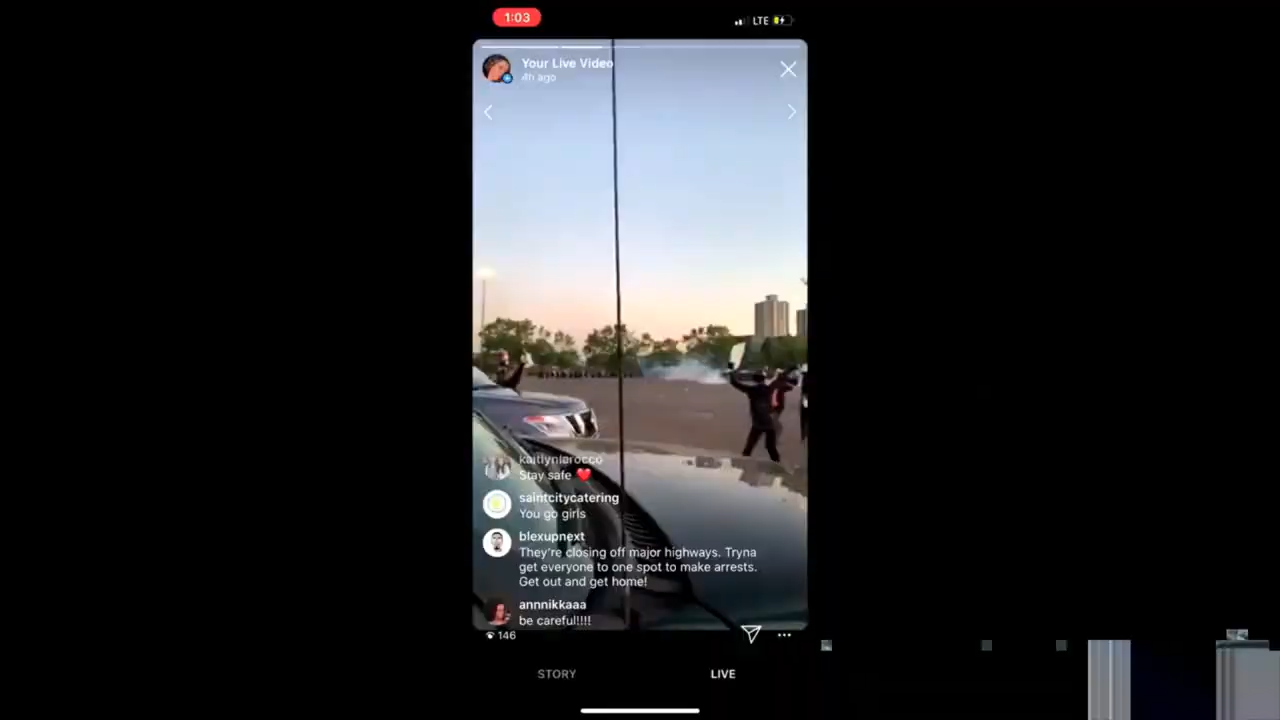 1:03
LTE
Your Live Video
4h ago
kaitlynlarocco
Stay safe ❤️
saintcitycatering
You go girls
blexupnext
They're closing off major highways. Tryna
get everyone to one spot to make arrests.
Get out and get home!
annnikkaaa
be careful!!!!
146
STORY
LIVE